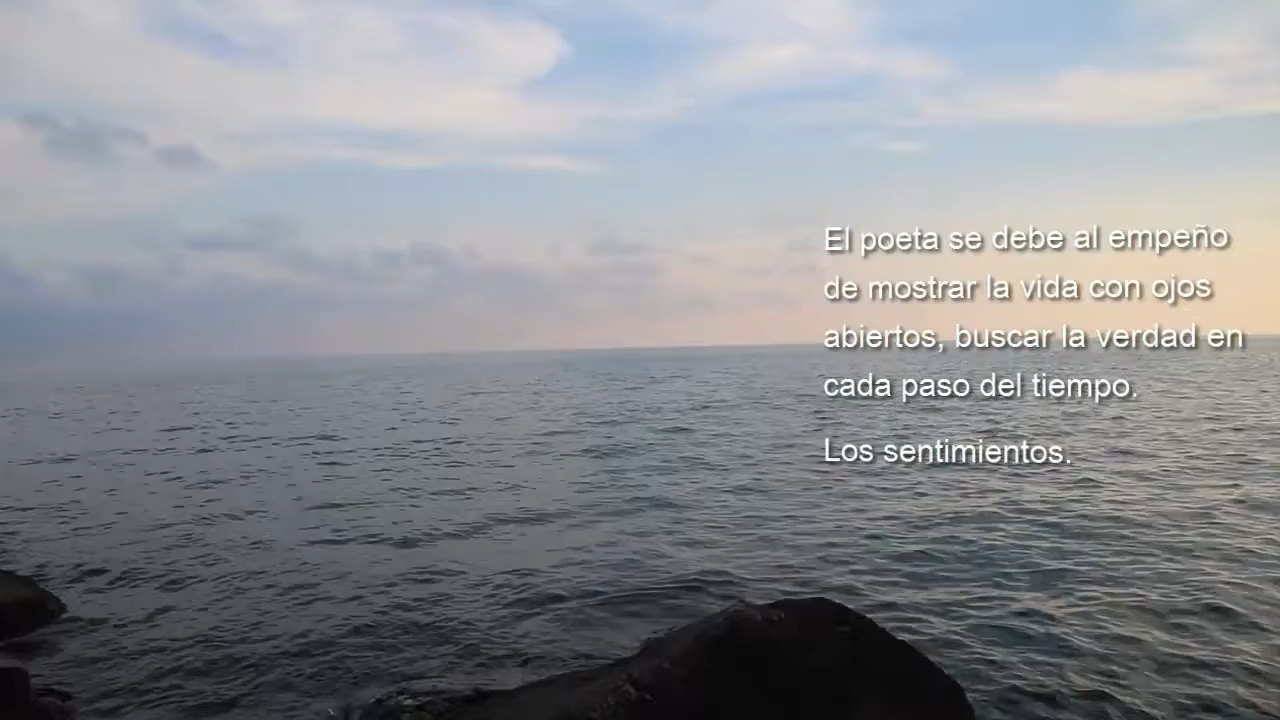 El poeta se debe al empeño
de mostrar la vida con ojos
abiertos, buscar la verdad en
cada paso del tiempo.
Los sentimientos.